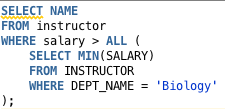 SELECT NAME
FROM instructor
WHERE salary > ALL (
    SELECT MIN(SALARY)
    FROM INSTRUCTOR
    WHERE DEPT_NAME = 'Biology'
);